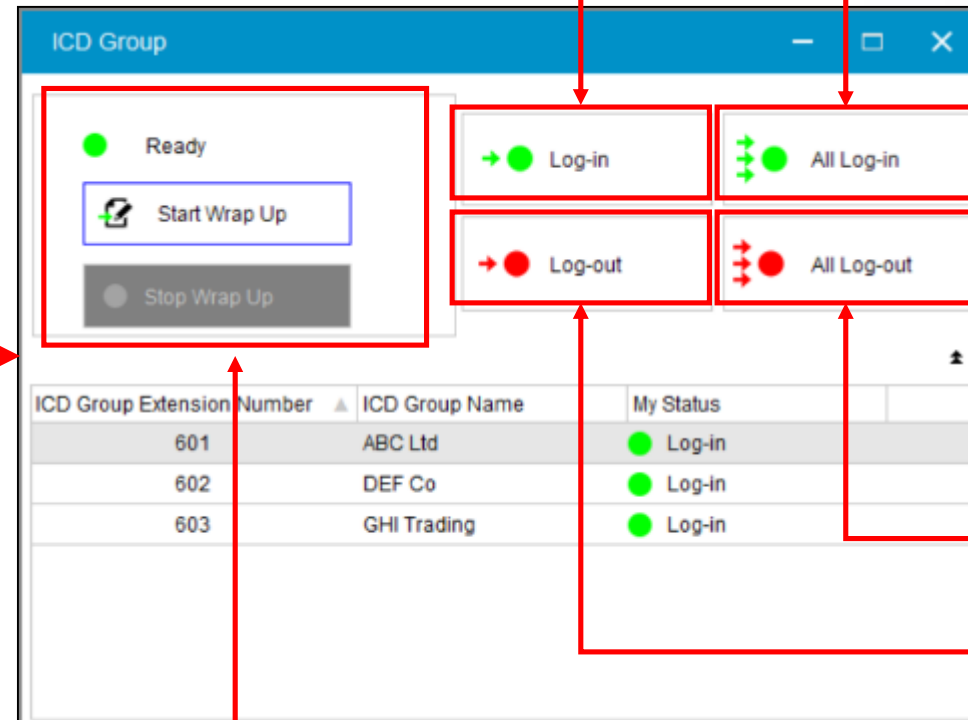 ICD Group
Ready
Start Wrap Up
Stop Wrap Up
Log-in
All Log-in
Log-out
All Log-out
ICD Group Extension Number ICD Group Name My Status
601 ABC Ltd Log-in
602 DEF Co Log-in
603 GHI Trading Log-in